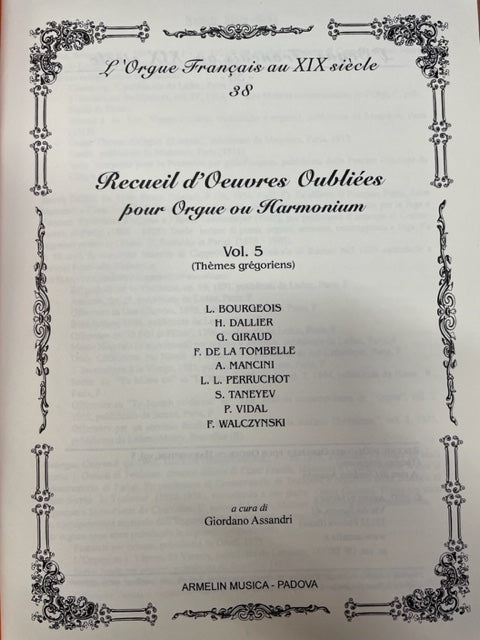 L'Orgue Français au XIX siècle
38
Recueil d'Oeuvres Oubliées
pour Orgue ou Harmonium
Vol. 5
(Thèmes grégoriens)
L. BOURGEOIS
H. DALLIER
G. GIRAUD
F. DE LA TOMBELLE
A. MANCINI
L. L. PERRUCHOT
S. TANEYEV
P. VIDAL
F. WALCZYNSKI
a cura di
Giordano Assandri
ARMELIN MUSICA - PADOVA